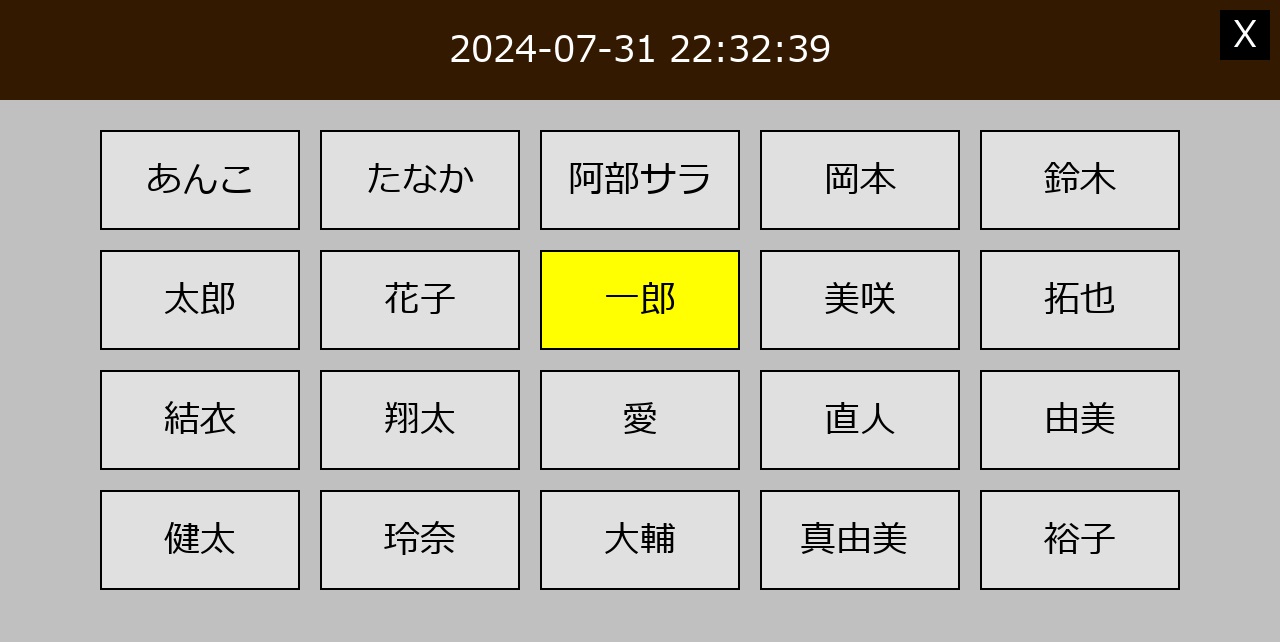 2024-07-31 22:32:39
X
あんこ たなか 阿部サラ 岡本 鈴木
太郎 花子 一郎 美咲 拓也
結衣 翔太 愛 直人 由美
健太 玲奈 大輔 真由美 裕子